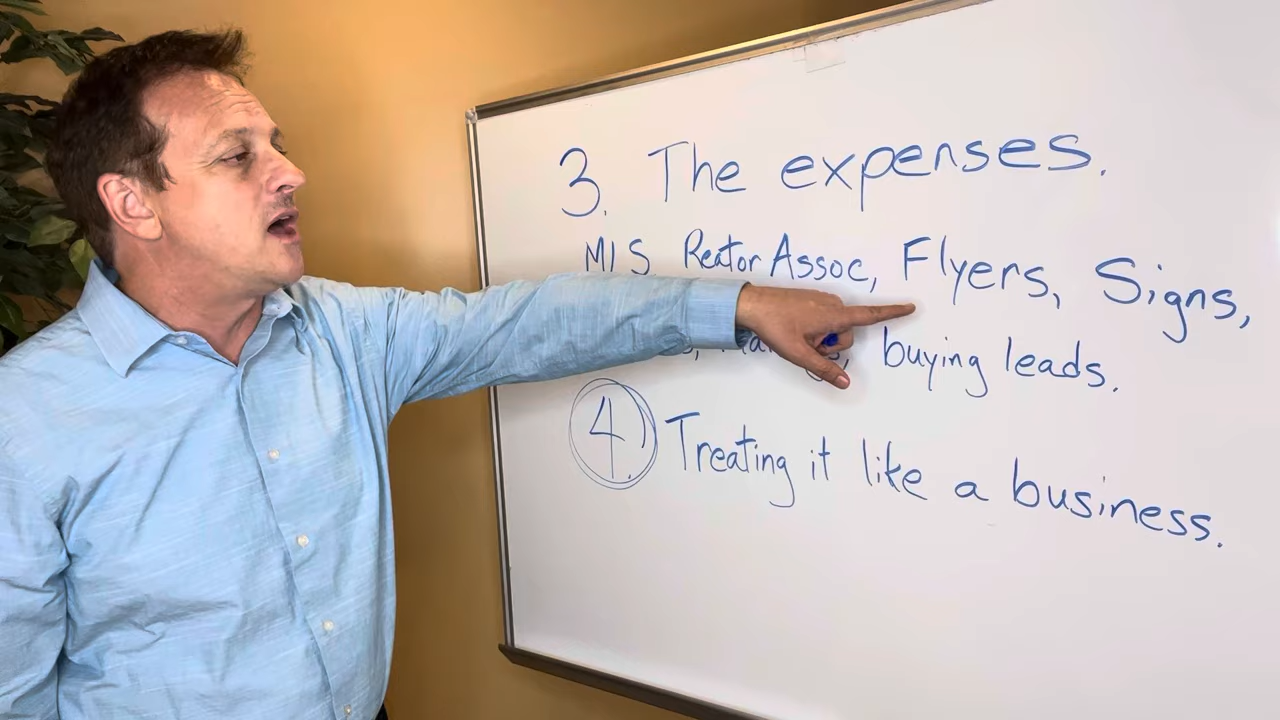 3. The expenses.
MLS Reator Assoc, Flyers, Signs,
buying leads.
4. Treating it like a business.